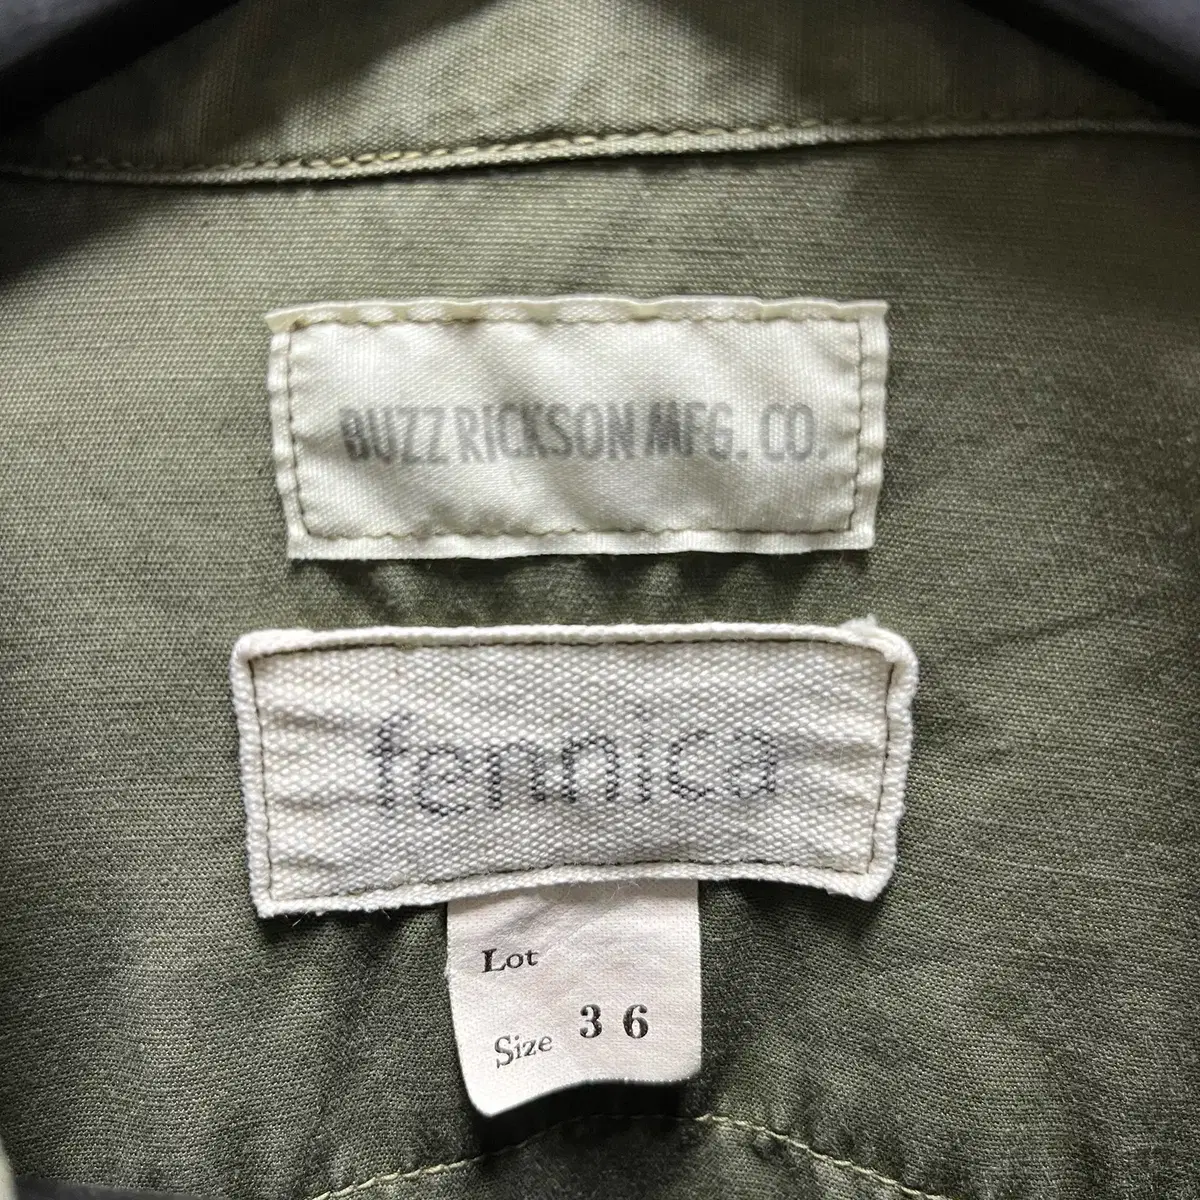 BUZZ RICKSON MFG. CO.
fennica
Lot
Size 36